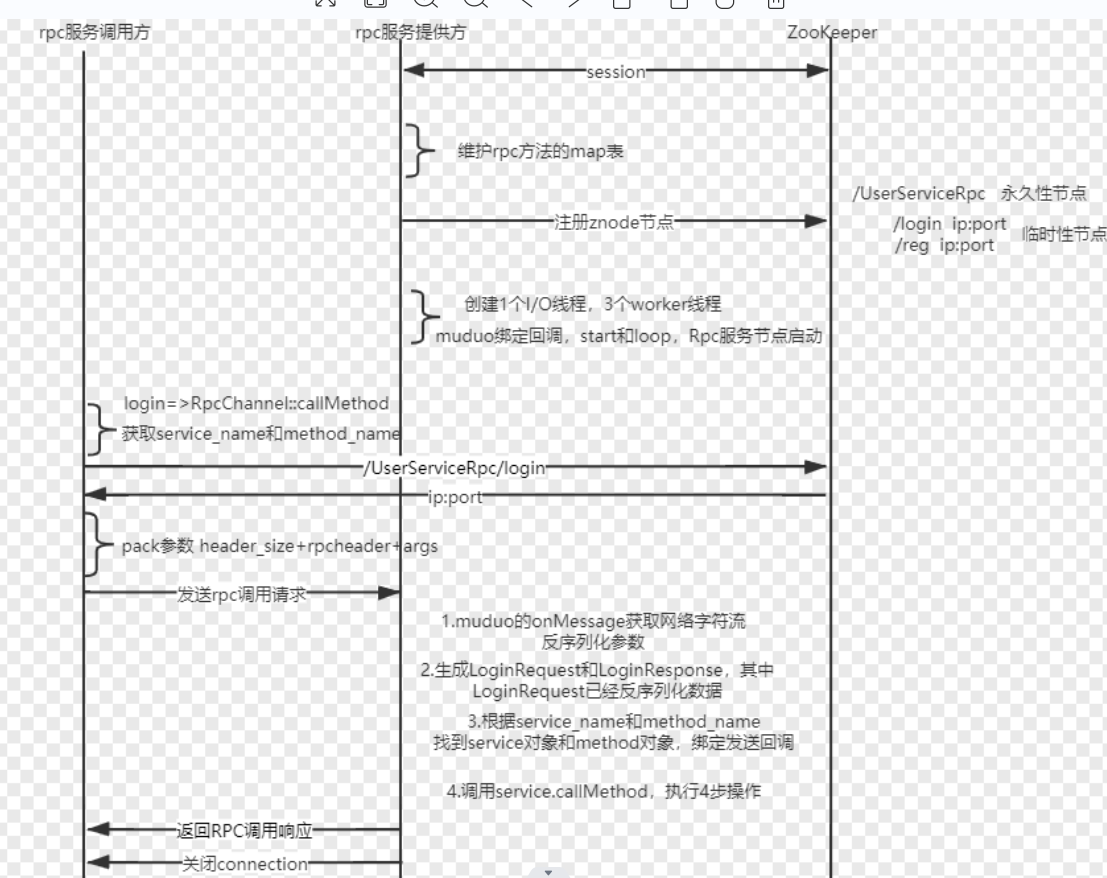 rpc服务调用方
rpc服务提供方
ZooKeeper
session
维护rpc方法的map表
/UserServiceRpc 永久性节点
注册znode节点
/login ip:port
/reg ip:port
临时性节点
创建1个I/O线程，3个worker线程
muduo绑定回调，start和loop，Rpc服务节点启动
login=>RpcChannel::callMethod
获取service_name和method_name
/UserServiceRpc/login
ip:port
pack参数 header_size+rpcheader+args
发送rpc调用请求
1.muduo的onMessage获取网络字符流
反序列化参数
2.生成LoginRequest和LoginResponse，其中
LoginRequest已经反序列化数据
3.根据service_name和method_name
找到service对象和method对象，绑定发送回调
4.调用service.callMethod，执行4步操作
返回RPC调用响应
关闭connection